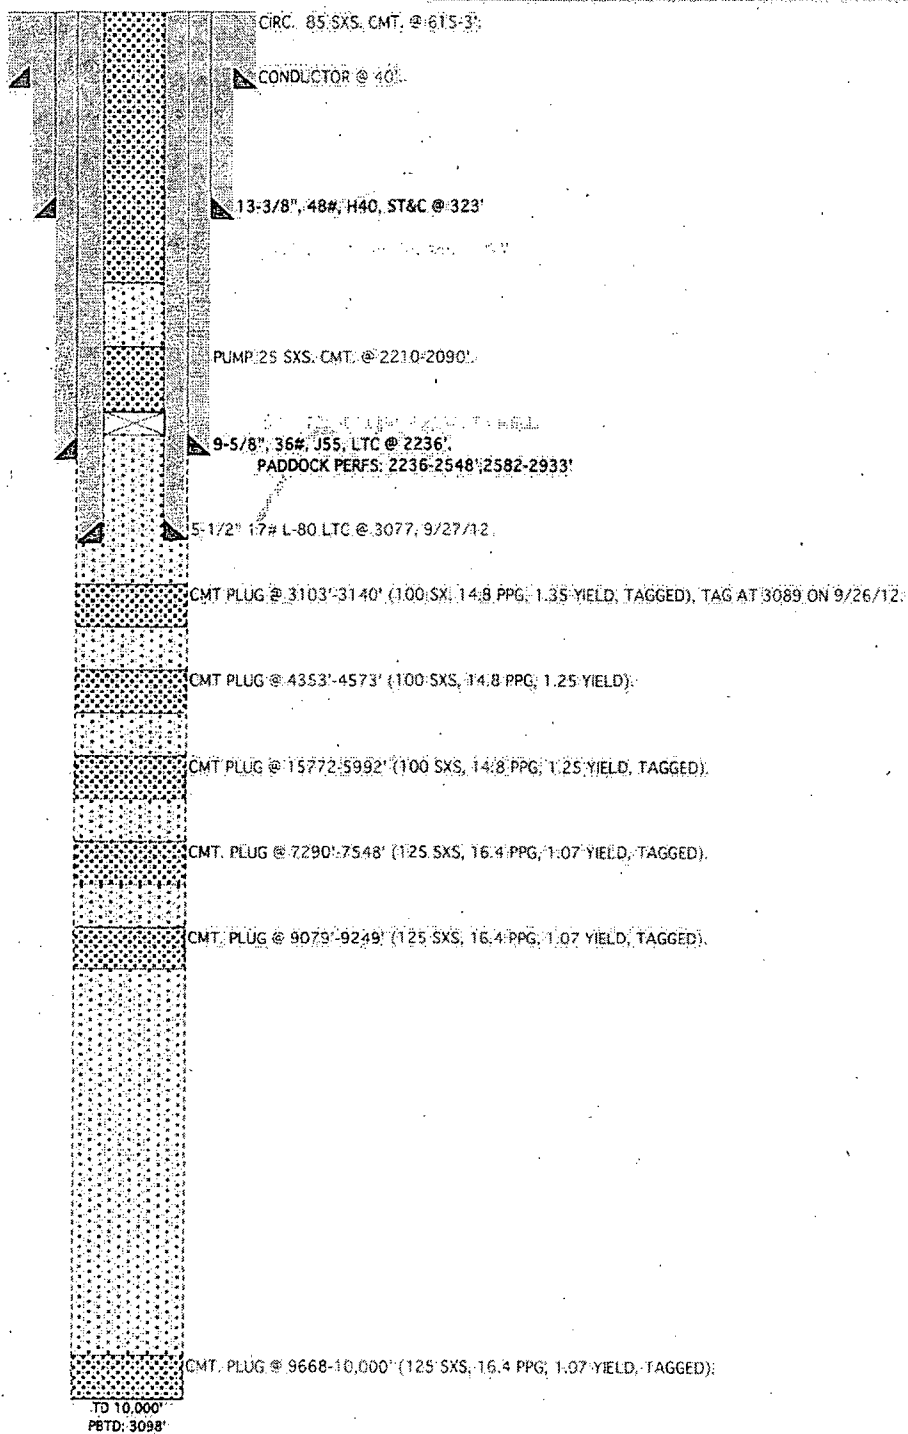 CIRC. 85 SXS. CMT. @ 615-3'.
CONDUCTOR @ 40'.
13-3/8", 48#, H40, ST&C @ 323'
PUMP 25 SXS. CMT. @ 2210-2090'.
9-5/8", 36#, J55, LTC @ 2236'.
PADDOCK PERFS: 2236-2548';2582-2933'
5-1/2" 17# L-80 LTC @ 3077, 9/27/12.
CMT PLUG @ 3103'-3140' (100 SX, 14.8 PPG, 1.35 YIELD, TAGGED), TAG AT 3089 ON 9/26/12.
CMT PLUG @ 4353'-4573' (100 SXS, 14.8 PPG, 1.25 YIELD).
CMT PLUG @ 15772-5992' (100 SXS, 14.8 PPG, 1.25 YIELD, TAGGED).
CMT. PLUG @ 7290'-7548' (125 SXS, 16.4 PPG, 1.07 YIELD, TAGGED).
CMT. PLUG @ 9079'-9249' (125 SXS, 16.4 PPG, 1.07 YIELD, TAGGED).
CMT. PLUG @ 9668-10,000' (125 SXS, 16.4 PPG, 1.07 YIELD, TAGGED).
TD 10,000'
PBTD: 3098'